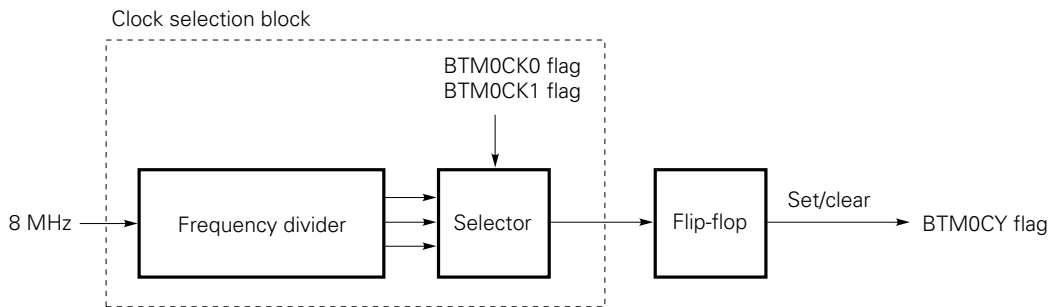 Clock selection block
BTM0CK0 flag
BTM0CK1 flag
8 MHz
Frequency divider
Selector
Flip-flop
Set/clear
BTM0CY flag